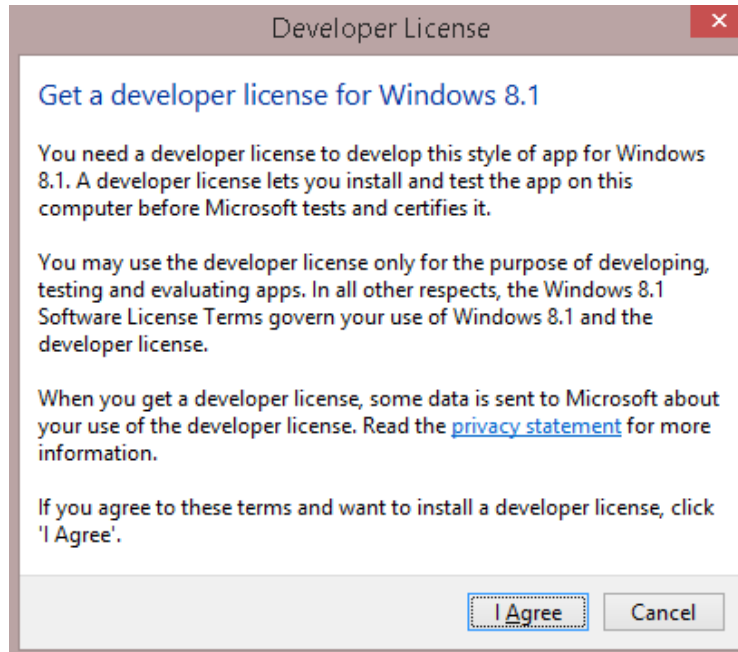 Developer License
Get a developer license for Windows 8.1
You need a developer license to develop this style of app for Windows
8.1. A developer license lets you install and test the app on this
computer before Microsoft tests and certifies it.
You may use the developer license only for the purpose of developing,
testing and evaluating apps. In all other respects, the Windows 8.1
Software License Terms govern your use of Windows 8.1 and the
developer license.
When you get a developer license, some data is sent to Microsoft about
your use of the developer license. Read the privacy statement for more
information.
If you agree to these terms and want to install a developer license, click
'I Agree'.
I Agree Cancel